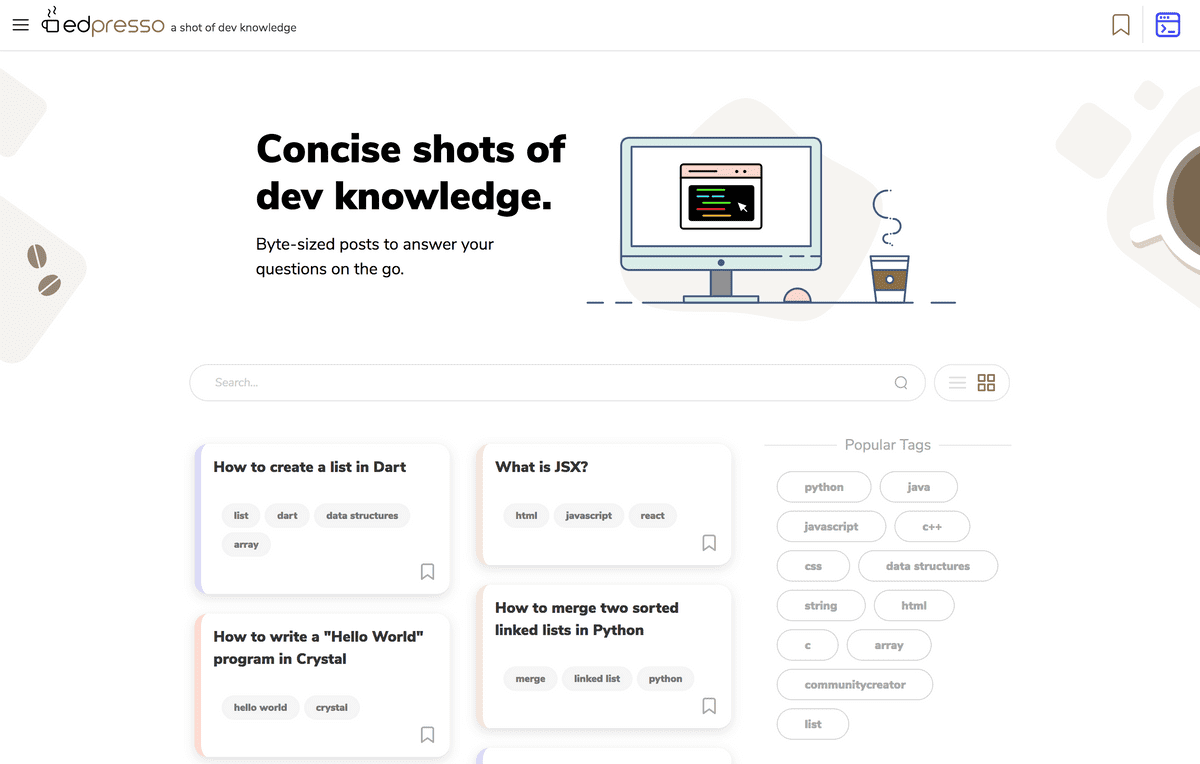 edpresso a shot of dev knowledge
Concise shots of
dev knowledge.
Byte-sized posts to answer your
questions on the go.
Search...
How to create a list in Dart
list dart data structures
array
How to write a "Hello World"
program in Crystal
hello world crystal
What is JSX?
html javascript react
How to merge two sorted
linked lists in Python
merge linked list python
Popular Tags
python java
javascript c++
css data structures
string html
c array
communitycreator
list